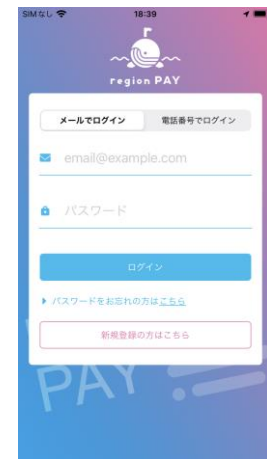 SIMなし 18:39
region PAY
メールでログイン 電話番号でログイン
email@example.com
パスワード
ログイン
パスワードをお忘れの方はこちら
新規登録の方はこちら
PAY